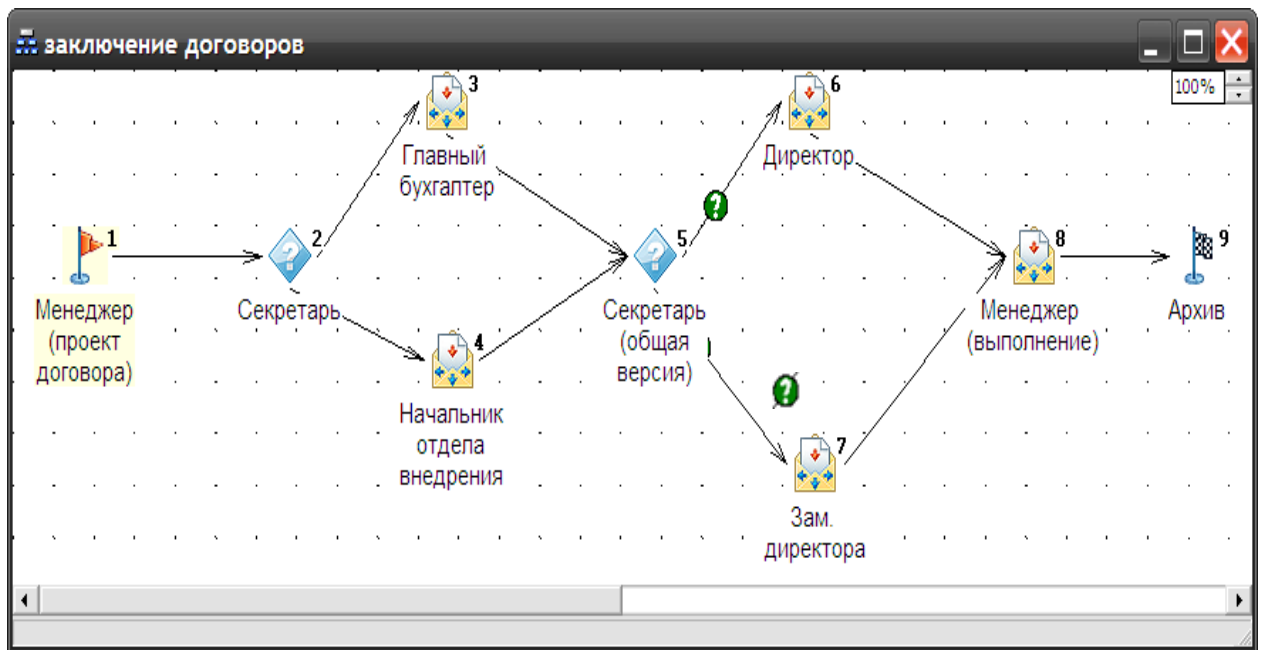 заключение договоров
100%
3
Главный
бухгалтер
6
Директор
1
Менеджер
(проект
договора)
2
Секретарь
4
Начальник
отдела
внедрения
5
Секретарь
(общая
версия)
7
Зам.
директора
8
Менеджер
(выполнение)
9
Архив